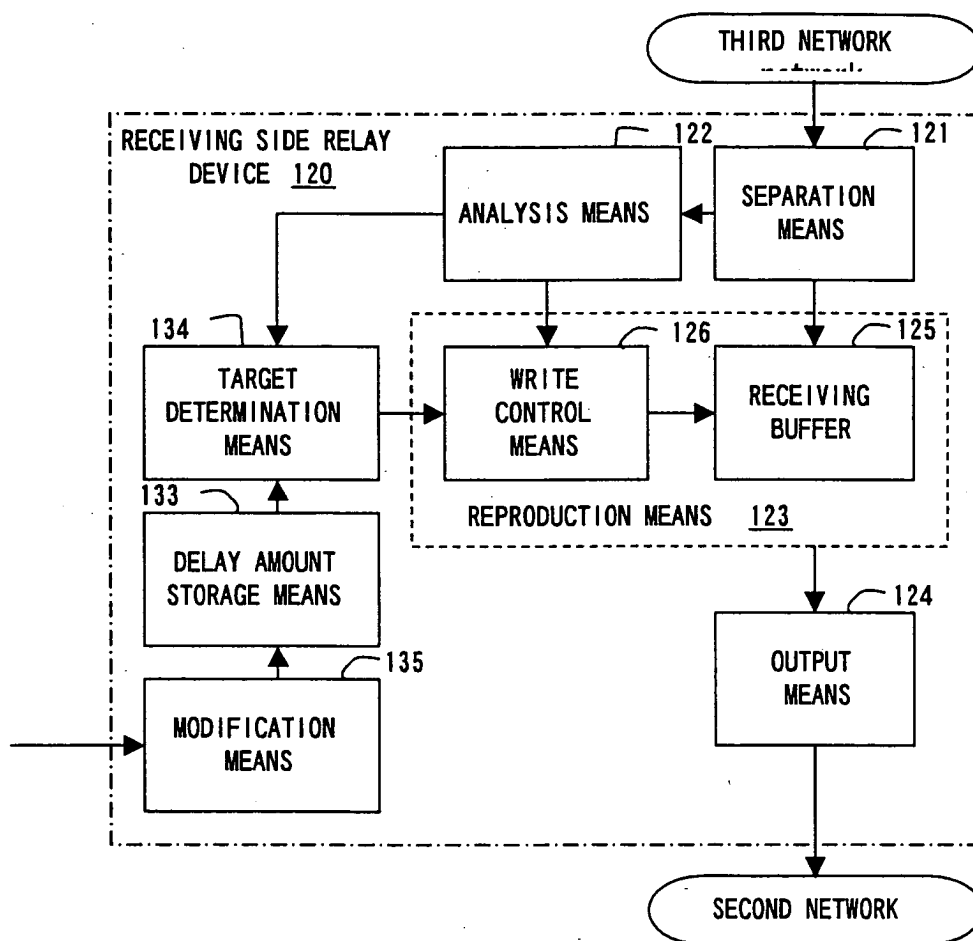 THIRD NETWORK
RECEIVING SIDE RELAY
DEVICE 120
122
121
ANALYSIS MEANS
SEPARATION
MEANS
134
126
125
TARGET
DETERMINATION
MEANS
WRITE
CONTROL
MEANS
RECEIVING
BUFFER
133
REPRODUCTION MEANS 123
DELAY AMOUNT
STORAGE MEANS
124
135
OUTPUT
MEANS
MODIFICATION
MEANS
SECOND NETWORK